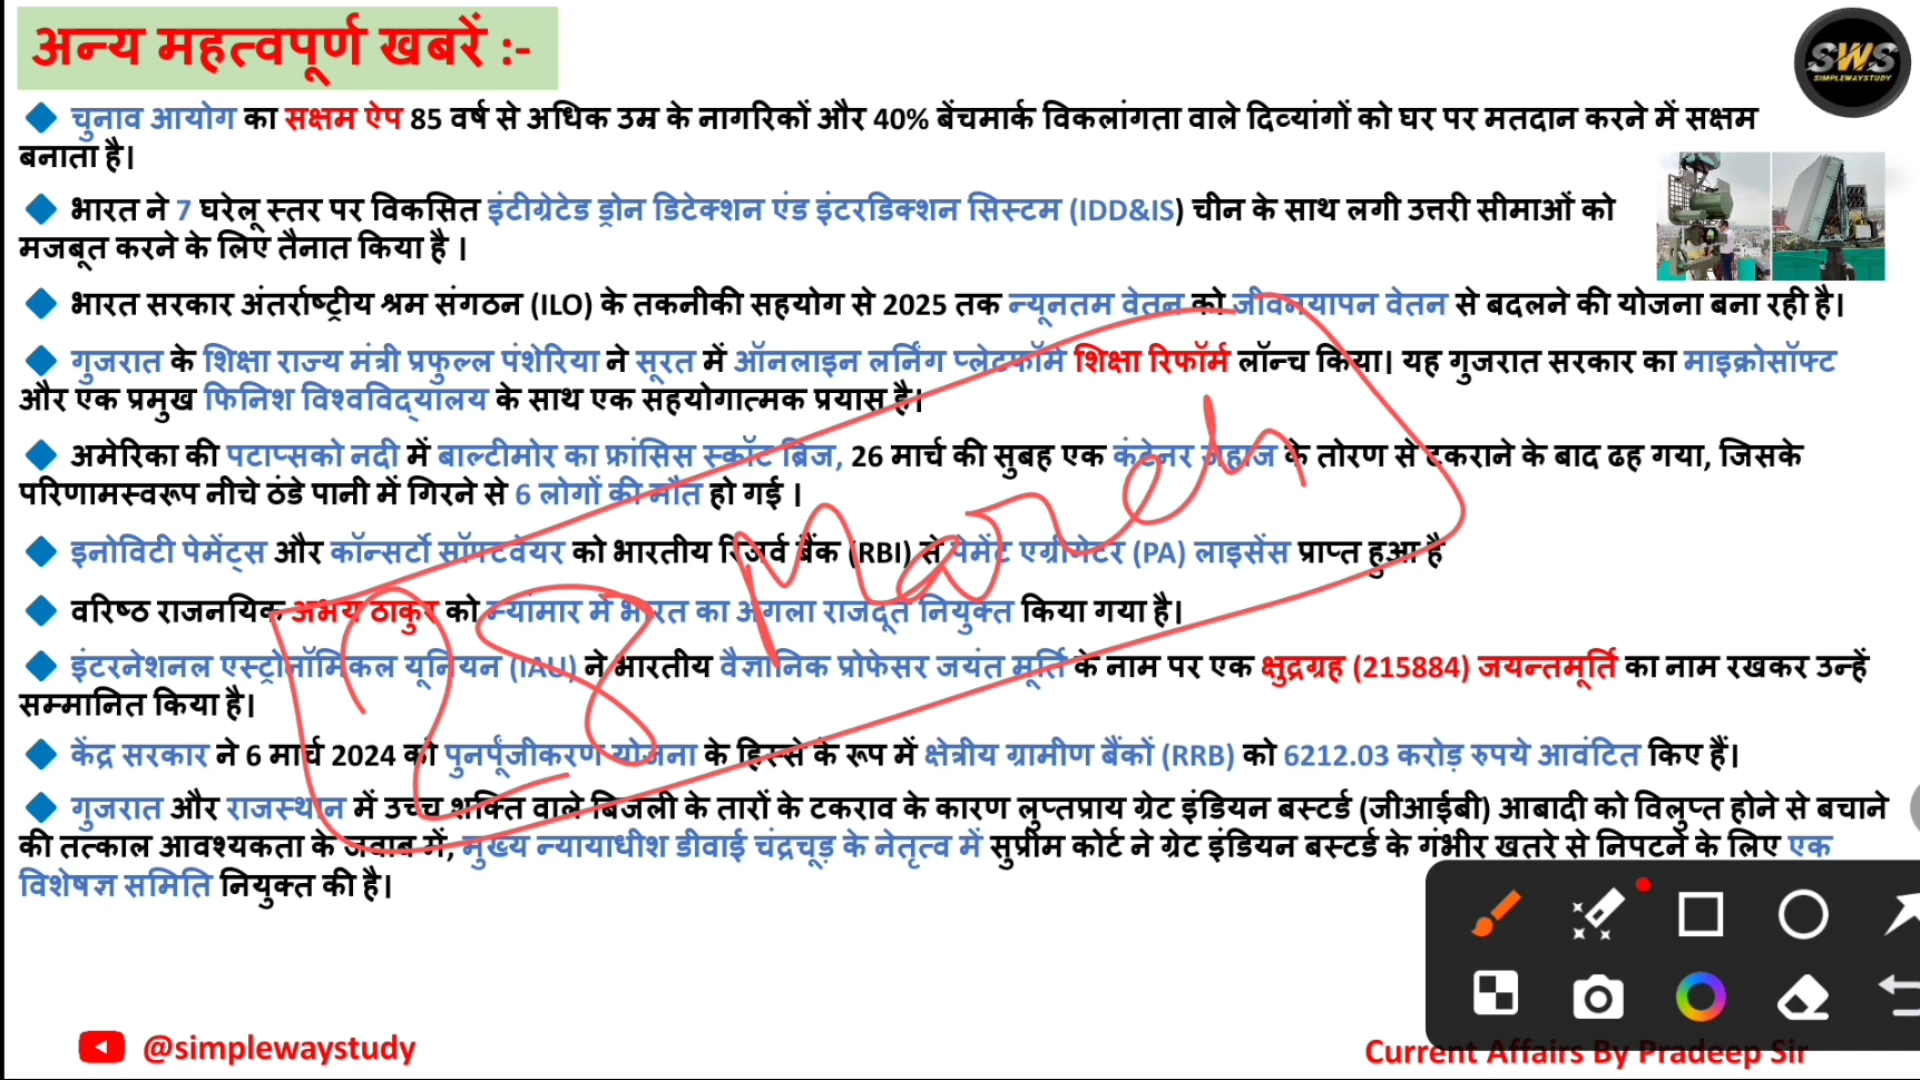 अन्य महत्वपूर्ण खबरें :-
SWS
SIMPLEWAYSTUDY
चुनाव आयोग का सक्षम ऐप 85 वर्ष से अधिक उम्र के नागरिकों और 40% बेंचमार्क विकलांगता वाले दिव्यांगों को घर पर मतदान करने में सक्षम
बनाता है।
भारत ने 7 घरेलू स्तर पर विकसित इंटीग्रेटेड ड्रोन डिटेक्शन एंड इंटरडिक्शन सिस्टम (IDD&IS) चीन के साथ लगी उत्तरी सीमाओं को
मजबूत करने के लिए तैनात किया है ।
भारत सरकार अंतर्राष्ट्रीय श्रम संगठन (ILO) के तकनीकी सहयोग से 2025 तक न्यूनतम वेतन को जीवनयापन वेतन से बदलने की योजना बना रही है।
गुजरात के शिक्षा राज्य मंत्री प्रफुल्ल पंशेरिया ने सूरत में ऑनलाइन लर्निंग प्लेटफॉर्म शिक्षा रिफॉर्म लॉन्च किया। यह गुजरात सरकार का माइक्रोसॉफ्ट
और एक प्रमुख फिनिश विश्वविद्यालय के साथ एक सहयोगात्मक प्रयास है।
अमेरिका की पटाप्सको नदी में बाल्टीमोर का फ्रांसिस स्कॉट ब्रिज, 26 मार्च की सुबह एक कंटेनर जहाज के तोरण से टकराने के बाद ढह गया, जिसके
परिणामस्वरूप नीचे ठंडे पानी में गिरने से 6 लोगों की मौत हो गई ।
इनोविटी पेमेंट्स और कॉन्सर्टो सॉफ्टवेयर को भारतीय रिजर्व बैंक (RBI) से पेमेंट एग्रीगेटर (PA) लाइसेंस प्राप्त हुआ है
वरिष्ठ राजनयिक अभय ठाकुर को म्यांमार में भारत का अगला राजदूत नियुक्त किया गया है।
इंटरनेशनल एस्ट्रोनॉमिकल यूनियन (IAU) ने भारतीय वैज्ञानिक प्रोफेसर जयंत मूर्ति के नाम पर एक क्षुद्रग्रह (215884) जयन्तमूर्ति का नाम रखकर उन्हें
सम्मानित किया है।
केंद्र सरकार ने 6 मार्च 2024 को पुनर्पूंजीकरण योजना के हिस्से के रूप में क्षेत्रीय ग्रामीण बैंकों (RRB) को 6212.03 करोड़ रुपये आवंटित किए हैं।
गुजरात और राजस्थान में उच्च शक्ति वाले बिजली के तारों के टकराव के कारण लुप्तप्राय ग्रेट इंडियन बस्टर्ड (जीआईबी) आबादी को विलुप्त होने से बचाने
की तत्काल आवश्यकता के जवाब में, मुख्य न्यायाधीश डीवाई चंद्रचूड़ के नेतृत्व में सुप्रीम कोर्ट ने ग्रेट इंडियन बस्टर्ड के गंभीर खतरे से निपटने के लिए एक
विशेषज्ञ समिति नियुक्त की है।
28 March
@simplewaystudy
Current Affairs By Pradeep Sir